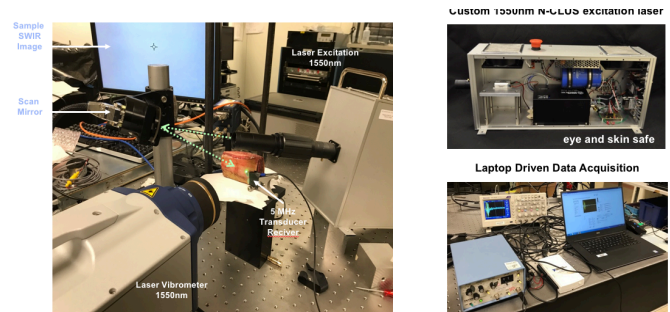 Sample
SWIR
Image
Scan
Mirror
Laser Excitation
1550nm
5 MHz
Transducer
Reciver
Laser Vibrometer
1550nm
Custom 1550nm N-CLUS excitation laser
eye and skin safe
Laptop Driven Data Acquisition